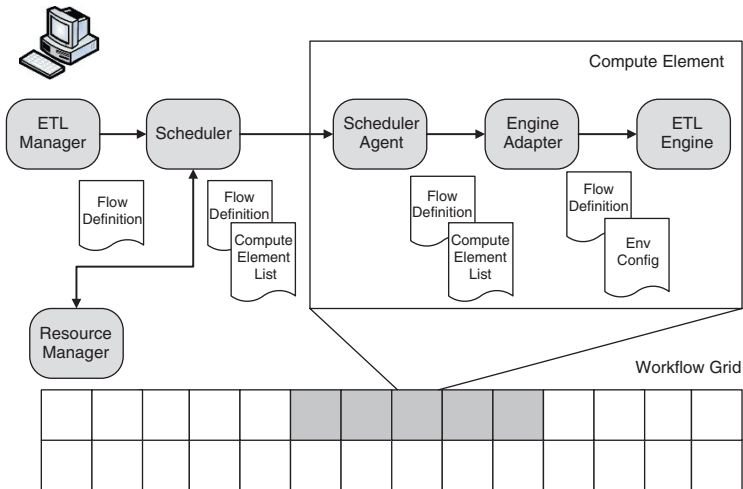 Compute Element
ETL
Manager
Scheduler
Scheduler
Agent
Engine
Adapter
ETL
Engine
Flow
Definition
Flow
Definition
Compute
Element
List
Flow
Definition
Compute
Element
List
Flow
Definition
Env
Config
Resource
Manager
Workflow Grid